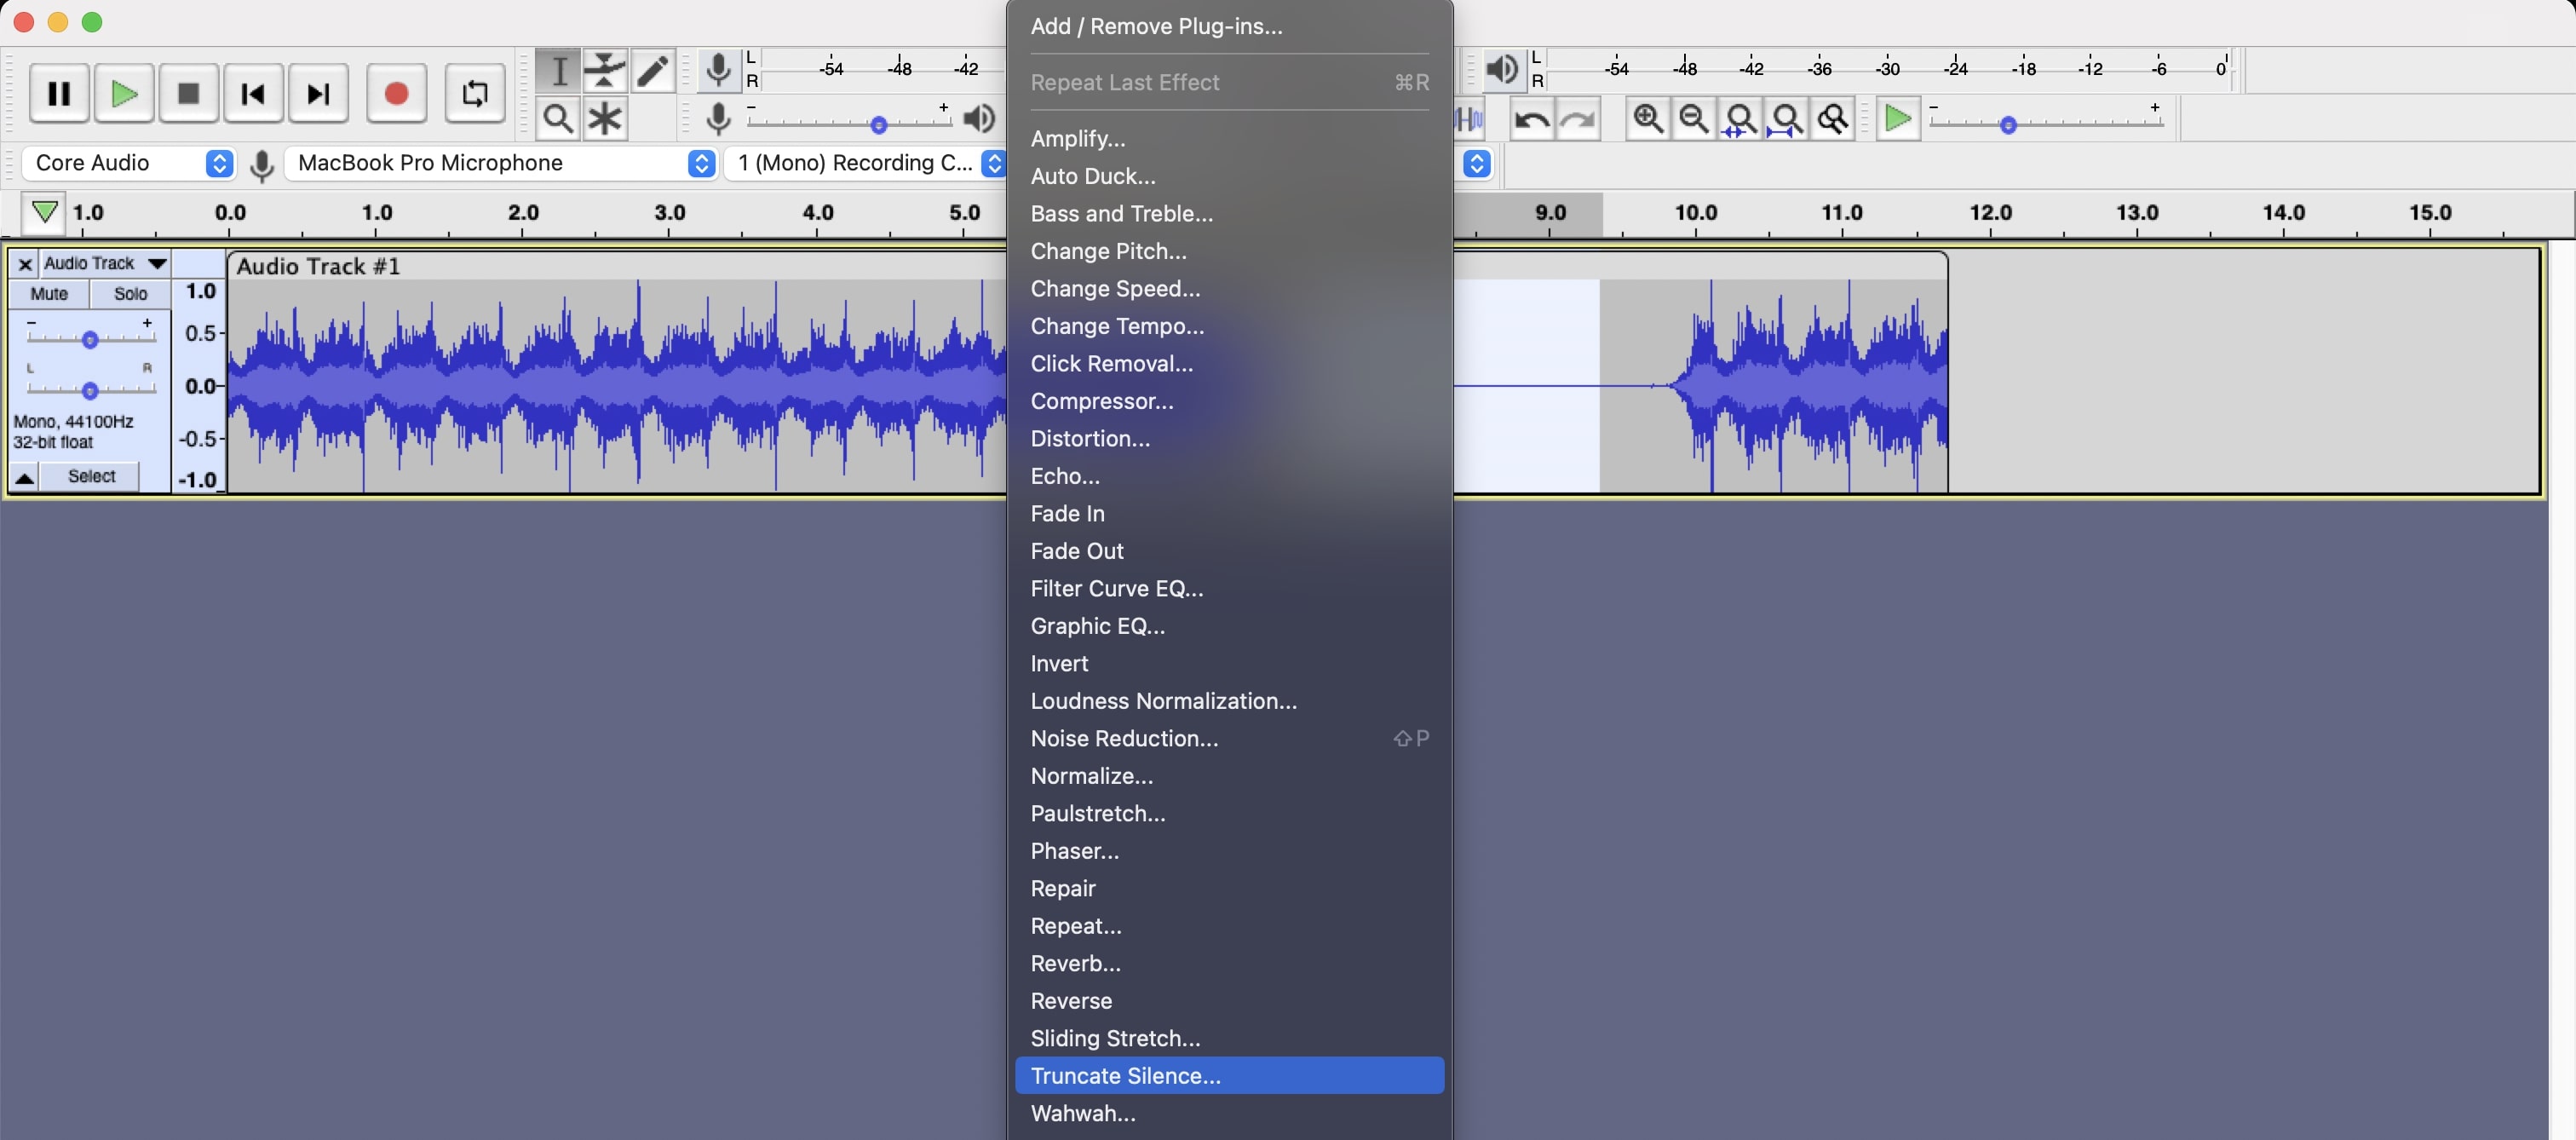 Add / Remove Plug-ins...
Repeat Last Effect ⌘R
L
R
-54 -48 -42
L
R
-54 -48 -42 -36 -30 -24 -18 -12 -6 0
- +
- +
Core Audio
MacBook Pro Microphone
1 (Mono) Recording C...
1.0 0.0 1.0 2.0 3.0 4.0 5.0 9.0 10.0 11.0 12.0 13.0 14.0 15.0
Audio Track
Audio Track #1
Mute Solo
- +
L R
Mono, 44100Hz
32-bit float
Select
1.0
0.5
0.0
-0.5
-1.0
Amplify...
Auto Duck...
Bass and Treble...
Change Pitch...
Change Speed...
Change Tempo...
Click Removal...
Compressor...
Distortion...
Echo...
Fade In
Fade Out
Filter Curve EQ...
Graphic EQ...
Invert
Loudness Normalization...
Noise Reduction... ⇧P
Normalize...
Paulstretch...
Phaser...
Repair
Repeat...
Reverb...
Reverse
Sliding Stretch...
Truncate Silence...
Wahwah...